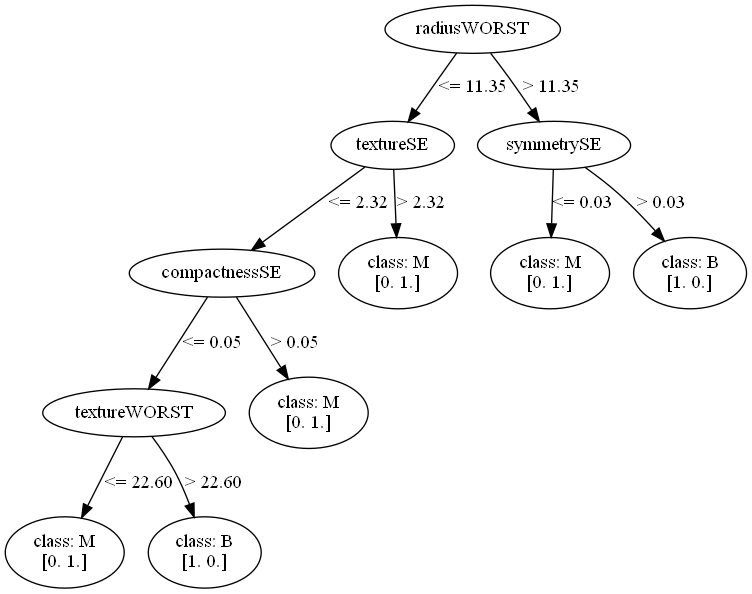 radiusWORST
<= 11.35
> 11.35
textureSE
symmetrySE
<= 2.32
> 2.32
<= 0.03
> 0.03
compactnessSE
class: M
[0. 1.]
class: M
[0. 1.]
class: B
[1. 0.]
<= 0.05
> 0.05
textureWORST
class: M
[0. 1.]
<= 22.60
> 22.60
class: M
[0. 1.]
class: B
[1. 0.]